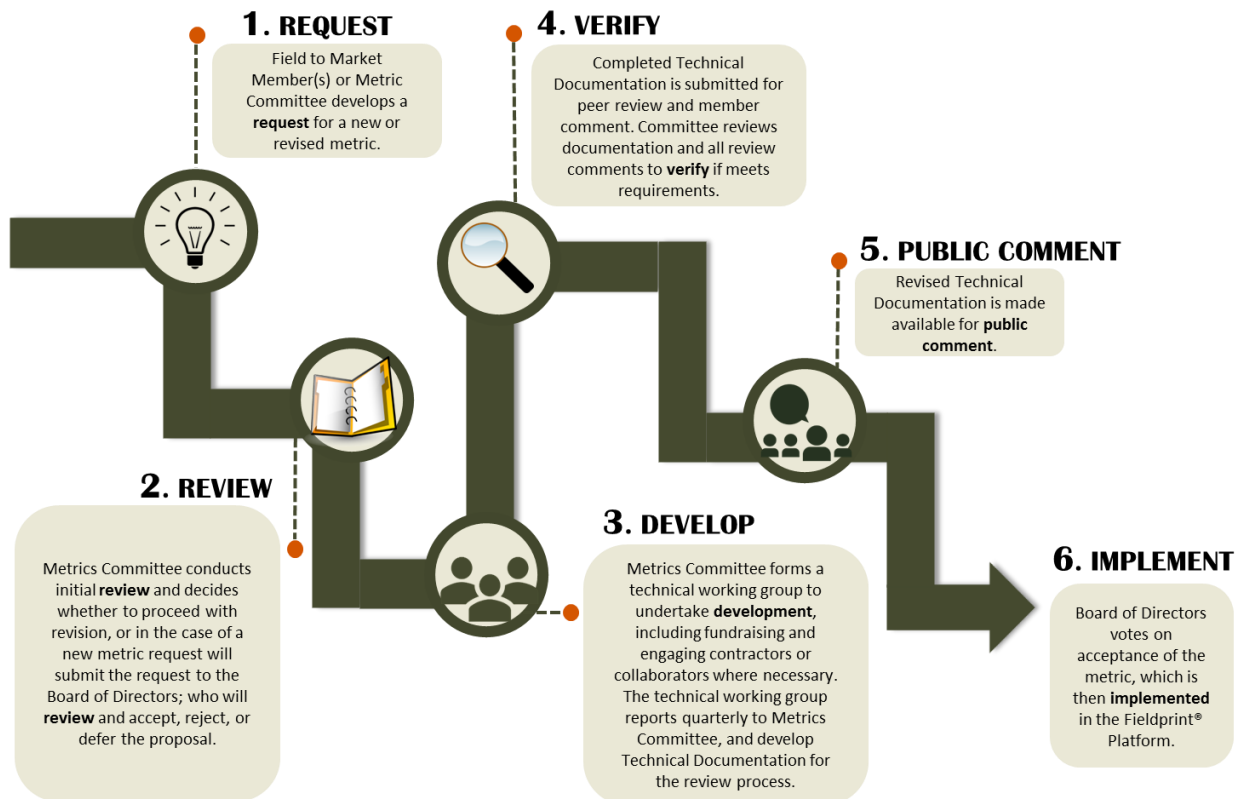 1. REQUEST
Field to Market
Member(s) or Metric
Committee develops a
request for a new or
revised metric.
2. REVIEW
Metrics Committee conducts
initial review and decides
whether to proceed with
revision, or in the case of a
new metric request will
submit the request to the
Board of Directors; who will
review and accept, reject, or
defer the proposal.
3. DEVELOP
Metrics Committee forms a
technical working group to
undertake development,
including fundraising and
engaging contractors or
collaborators where necessary.
The technical working group
reports quarterly to Metrics
Committee, and develop
Technical Documentation for
the review process.
4. VERIFY
Completed Technical
Documentation is submitted for
peer review and member
comment. Committee reviews
documentation and all review
comments to verify if meets
requirements.
5. PUBLIC COMMENT
Revised Technical
Documentation is made
available for public
comment.
6. IMPLEMENT
Board of Directors
votes on
acceptance of the
metric, which is
then implemented
in the Fieldprint®
Platform.